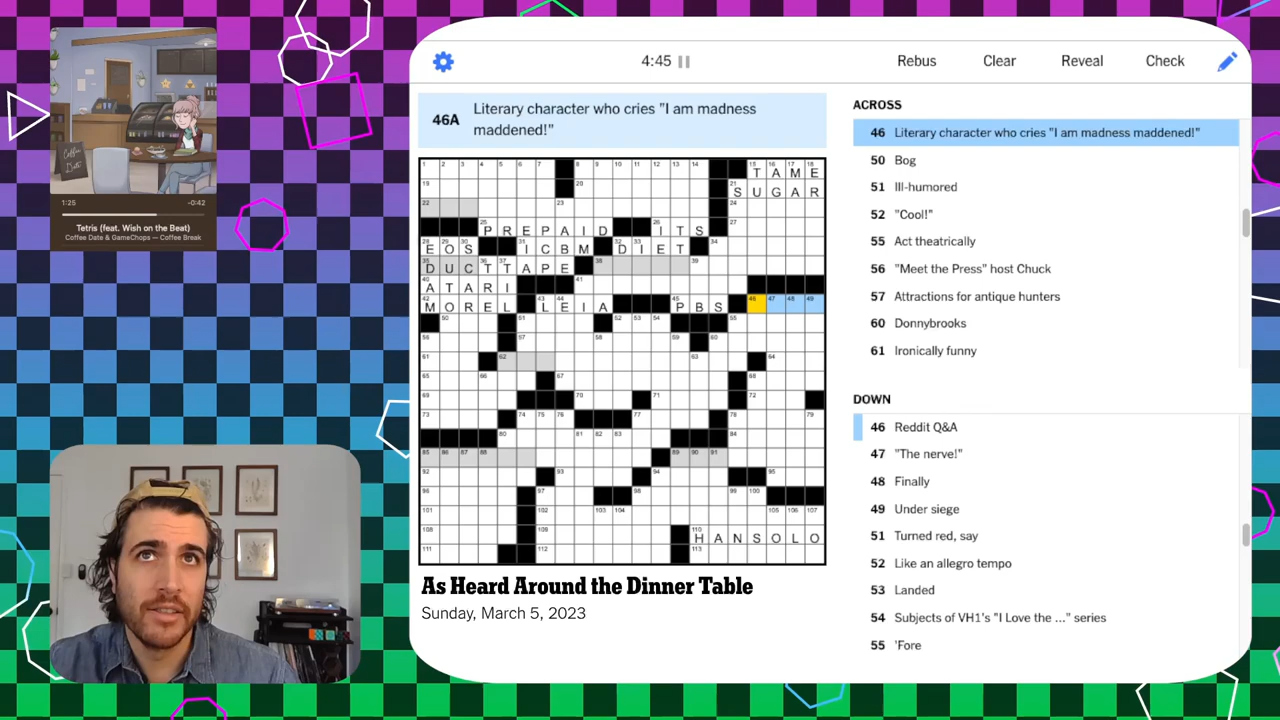 4:45
Rebus
Clear
Reveal
Check
46A
Literary character who cries "I am madness
maddened!"
ACROSS
46 Literary character who cries "I am madness maddened!"
50 Bog
51 Ill-humored
52 "Cool!"
55 Act theatrically
56 "Meet the Press" host Chuck
57 Attractions for antique hunters
60 Donnybrooks
61 Ironically funny
DOWN
46 Reddit Q&A
47 "The nerve!"
48 Finally
49 Under siege
51 Turned red, say
52 Like an allegro tempo
53 Landed
54 Subjects of VH1's "I Love the ..." series
55 'Fore
TAME
SUGAR
PREPAID ITS
EOS ICBM DIET
DUCTTAPE
ATARI
MOREL LEIA PBS
HANSOLO
As Heard Around the Dinner Table
Sunday, March 5, 2023
1:25
-0:42
Tetris (feat. Wish on the Beat)
Coffee Date & GameChops — Coffee Break